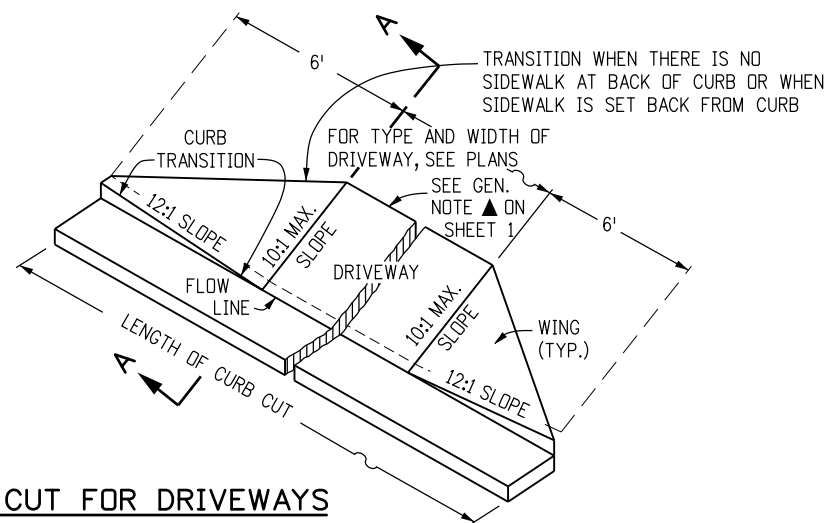 A
6'
TRANSITION WHEN THERE IS NO
SIDEWALK AT BACK OF CURB OR WHEN
SIDEWALK IS SET BACK FROM CURB
CURB
TRANSITION
FOR TYPE AND WIDTH OF
DRIVEWAY, SEE PLANS
SEE GEN.
NOTE ▲ ON
SHEET 1
6'
12:1 SLOPE
10:1 MAX.
SLOPE
DRIVEWAY
FLOW
LINE
10:1 MAX.
SLOPE
WING
(TYP.)
LENGTH OF CURB CUT
12:1 SLOPE
A
CUT FOR DRIVEWAYS